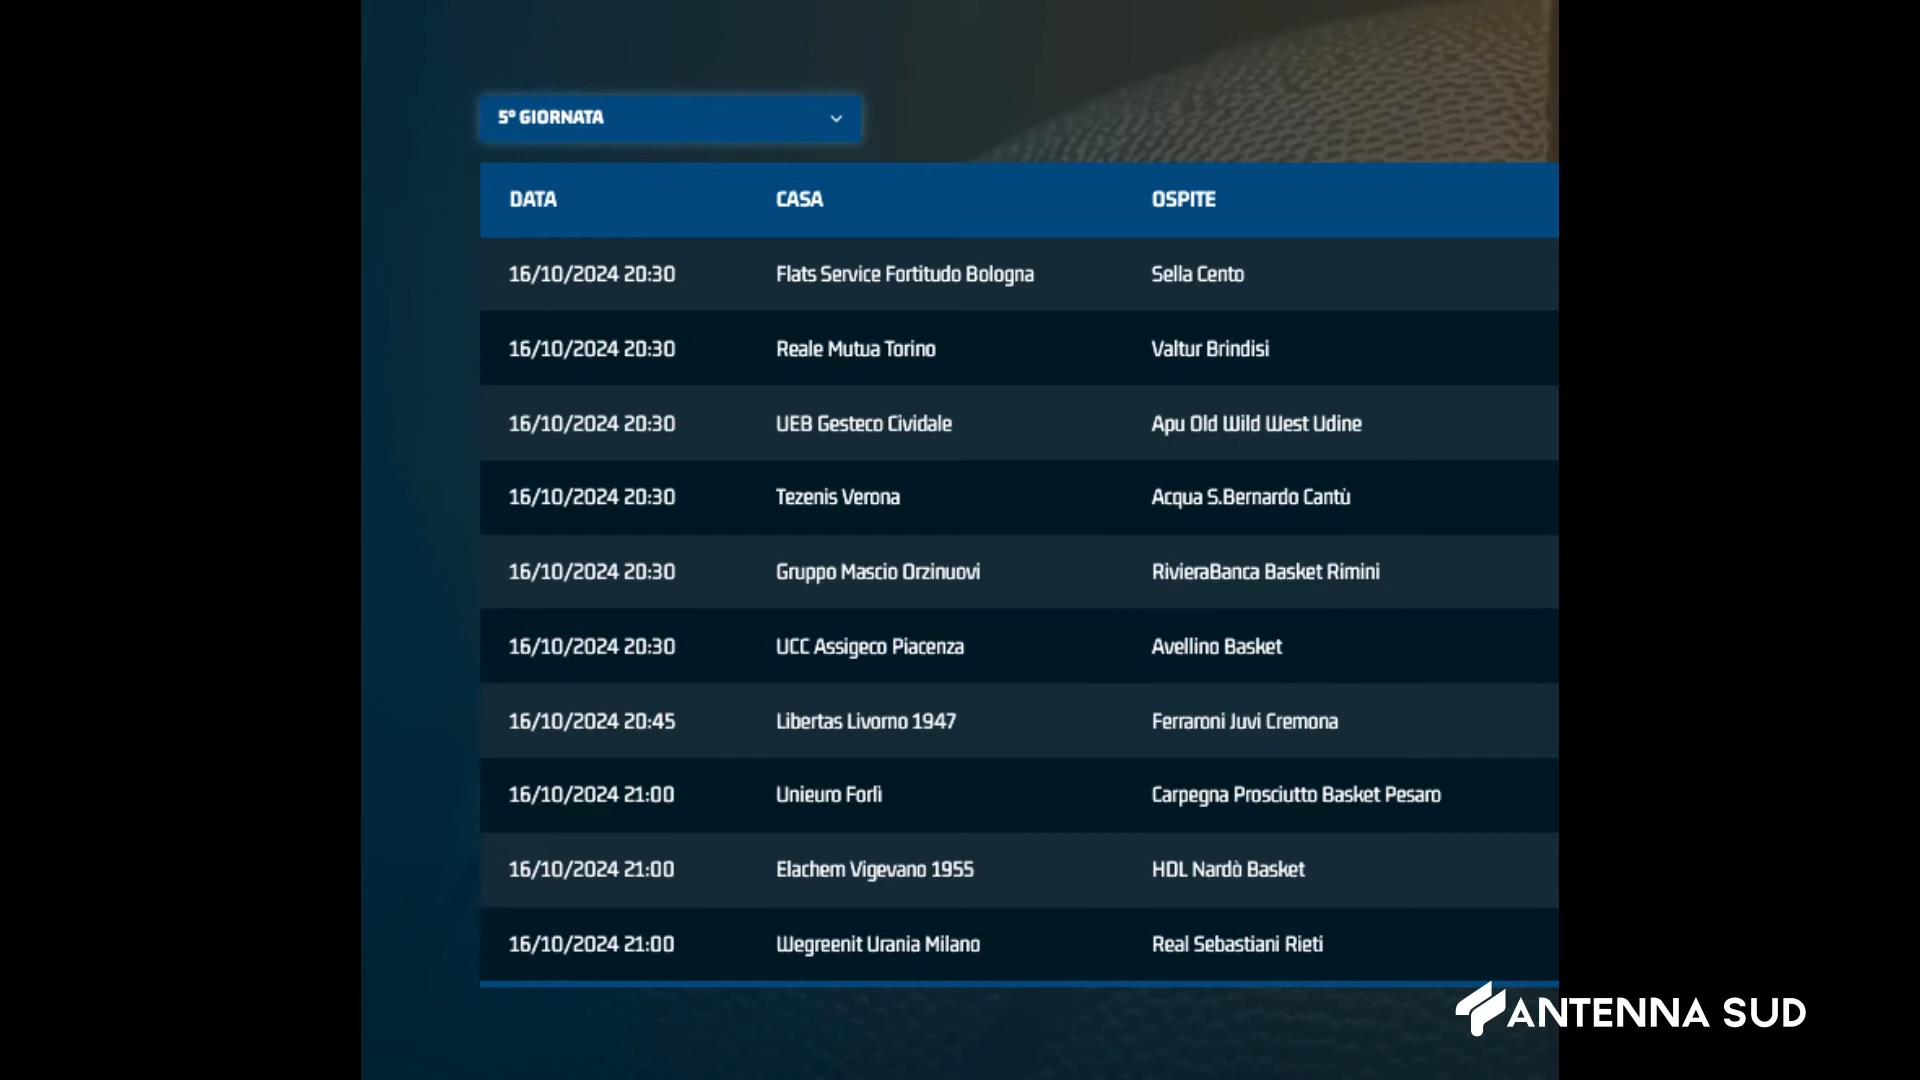 5° GIORNATA
DATA CASA OSPITE
16/10/2024 20:30 Flats Service Fortitudo Bologna Sella Cento
16/10/2024 20:30 Reale Mutua Torino Valtur Brindisi
16/10/2024 20:30 UEB Gesteco Cividale Apu Old Wild West Udine
16/10/2024 20:30 Tezenis Verona Acqua S.Bernardo Cantù
16/10/2024 20:30 Gruppo Mascio Orzinuovi RivieraBanca Basket Rimini
16/10/2024 20:30 UCC Assigeco Piacenza Avellino Basket
16/10/2024 20:45 Libertas Livorno 1947 Ferraroni Juvi Cremona
16/10/2024 21:00 Unieuro Forlì Carpegna Prosciutto Basket Pesaro
16/10/2024 21:00 Elachem Vigevano 1955 HDL Nardò Basket
16/10/2024 21:00 Wegreenit Urania Milano Real Sebastiani Rieti
ANTENNA SUD